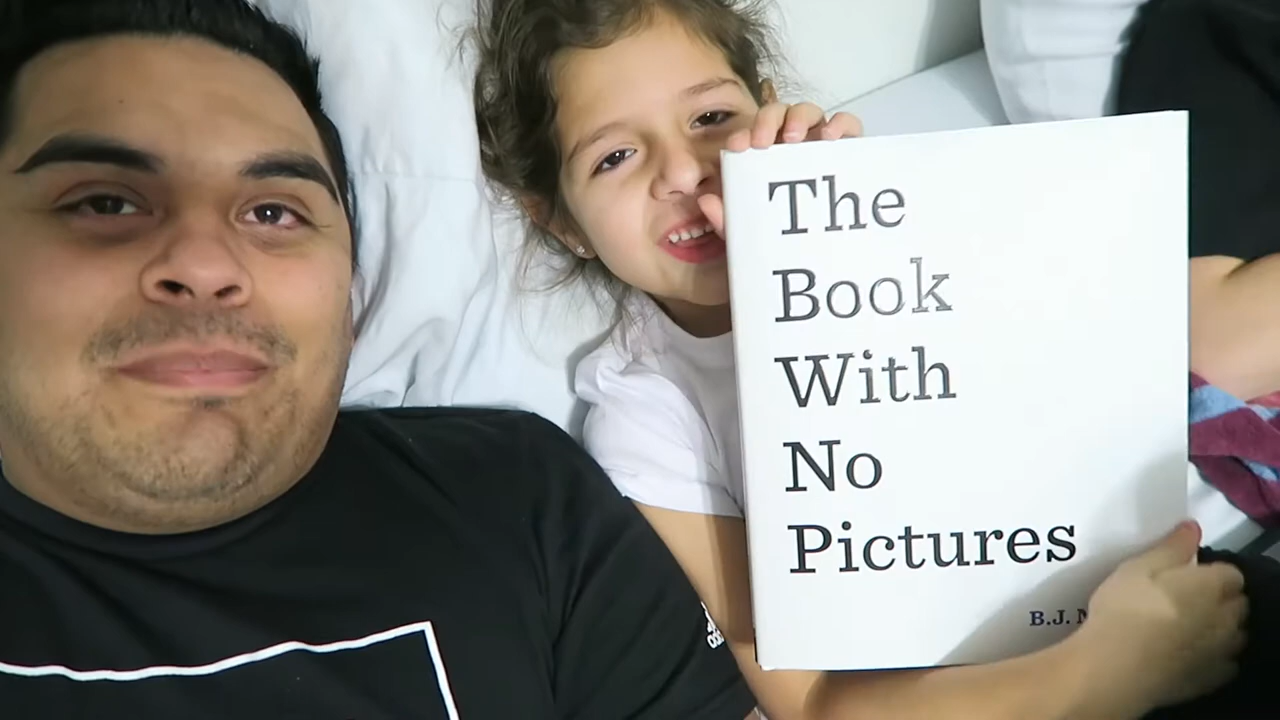 The
Book
With
No
Pictures
B.J.